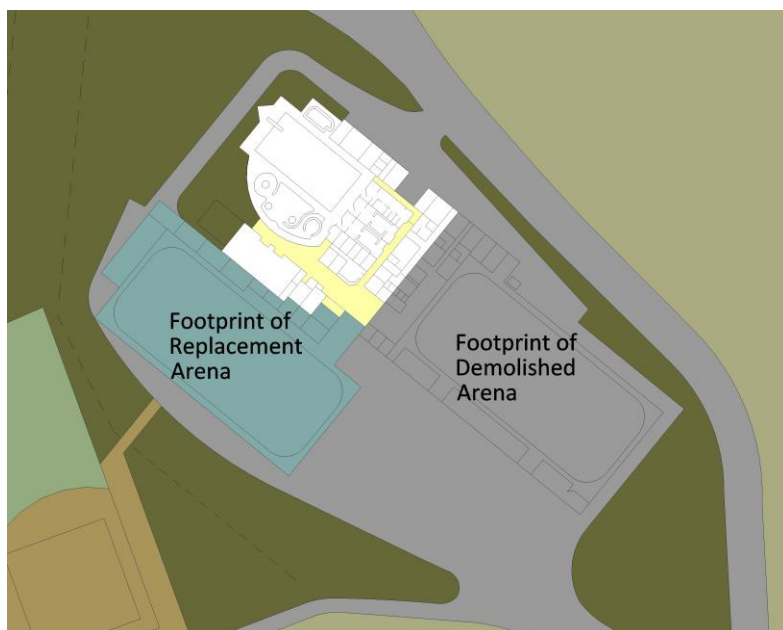 Footprint of
Replacement
Arena
Footprint of
Demolished
Arena